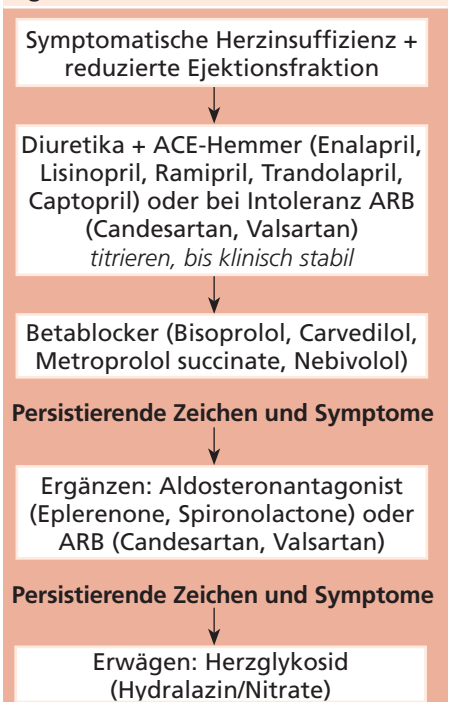 Symptomatische Herzinsuffizienz +
reduzierte Ejektionsfraktion
Diuretika + ACE-Hemmer (Enalapril,
Lisinopril, Ramipril, Trandolapril,
Captopril) oder bei Intoleranz ARB
(Candesartan, Valsartan)
titrieren, bis klinisch stabil
Betablocker (Bisoprolol, Carvedilol,
Metroprolol succinate, Nebivolol)
Persistierende Zeichen und Symptome
Ergänzen: Aldosteronantagonist
(Eplerenone, Spironolactone) oder
ARB (Candesartan, Valsartan)
Persistierende Zeichen und Symptome
Erwägen: Herzglykosid
(Hydralazin/Nitrate)